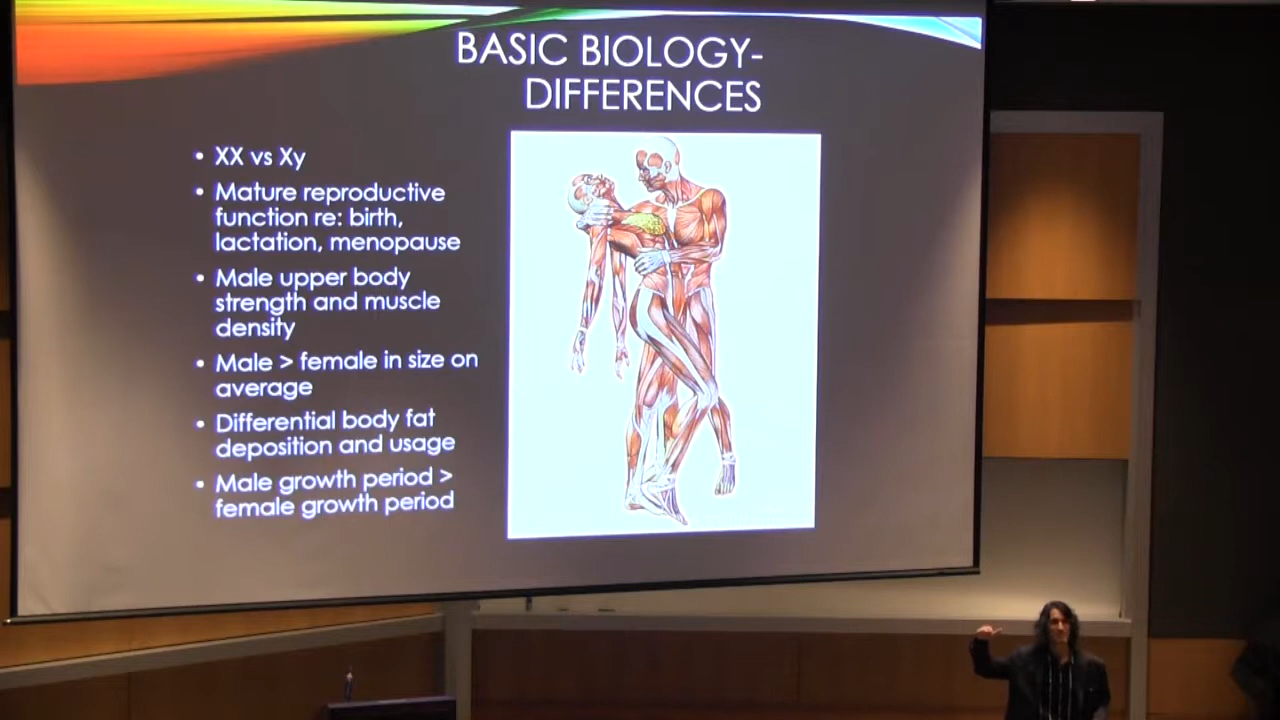 BASIC BIOLOGY-
DIFFERENCES
• XX vs Xy
• Mature reproductive
function re: birth,
lactation, menopause
• Male upper body
strength and muscle
density
• Male > female in size on
average
• Differential body fat
deposition and usage
• Male growth period >
female growth period